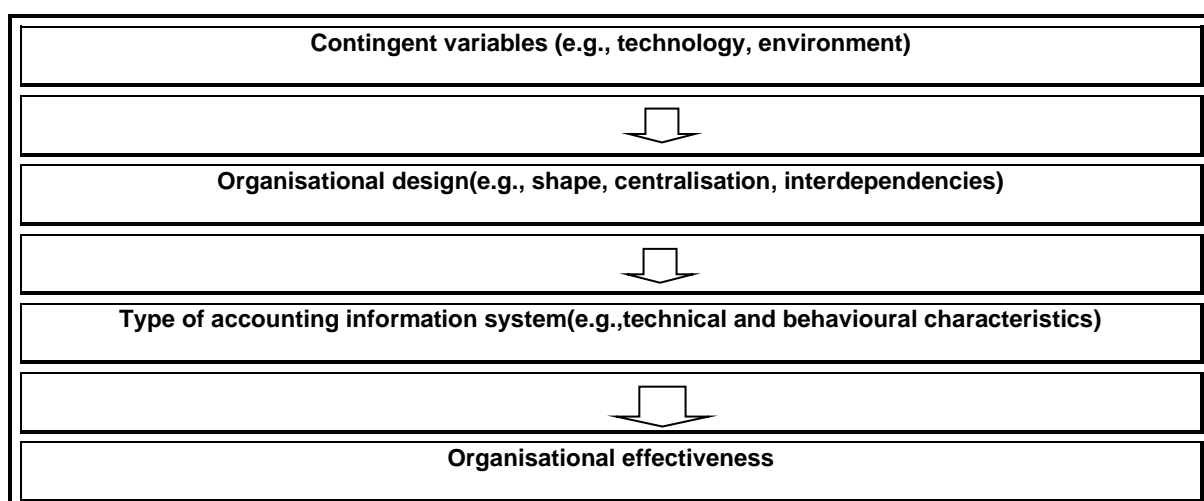 Contingent variables (e.g., technology, environment)
Organisational design(e.g., shape, centralisation, interdependencies)
Type of accounting information system(e.g.,technical and behavioural characteristics)
Organisational effectiveness